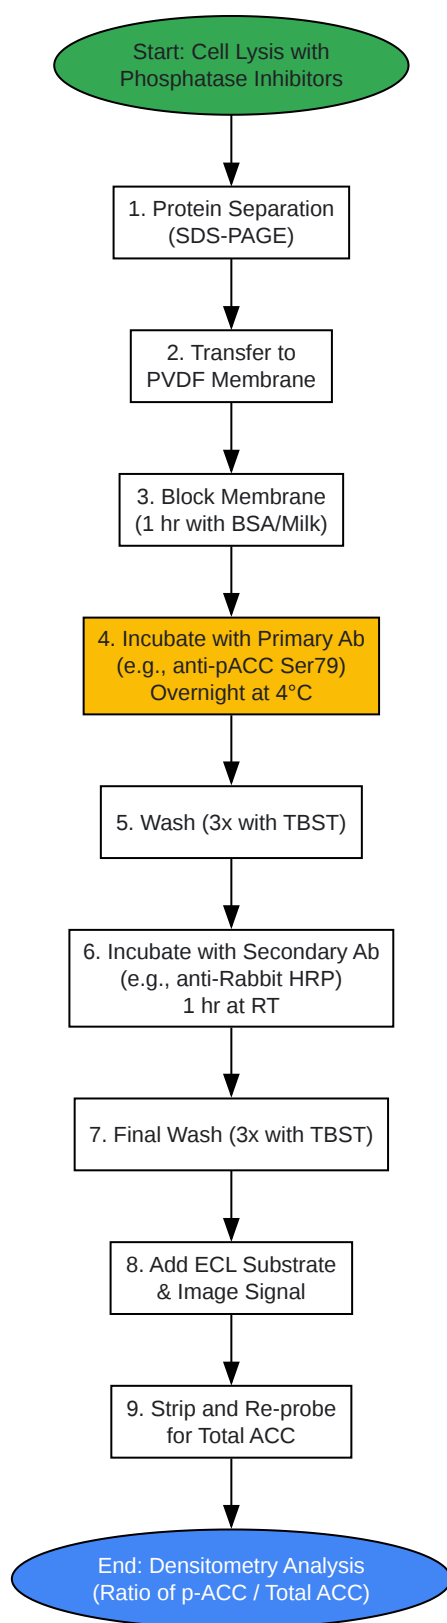 Start: Cell Lysis with
Phosphatase Inhibitors
1. Protein Separation
(SDS-PAGE)
2. Transfer to
PVDF Membrane
3. Block Membrane
(1 hr with BSA/Milk)
4. Incubate with Primary Ab
(e.g., anti-pACC Ser79)
Overnight at 4°C
5. Wash (3x with TBST)
6. Incubate with Secondary Ab
(e.g., anti-Rabbit HRP)
1 hr at RT
7. Final Wash (3x with TBST)
8. Add ECL Substrate
& Image Signal
9. Strip and Re-probe
for Total ACC
End: Densitometry Analysis
(Ratio of p-ACC / Total ACC)